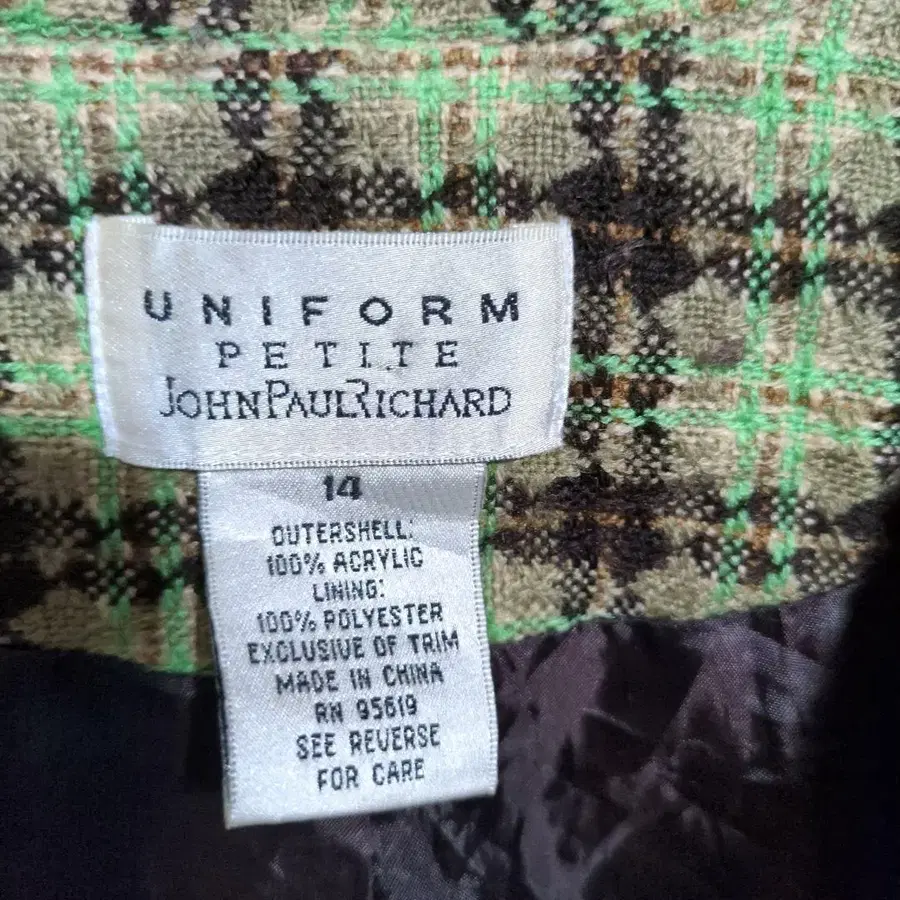 UNIFORM
PETITE
JOHNPAULRICHARD
14
OUTERSHELL:
100% ACRYLIC
LINING:
100% POLYESTER
EXCLUSIVE OF TRIM
MADE IN CHINA
RN 95619
SEE REVERSE
FOR CARE